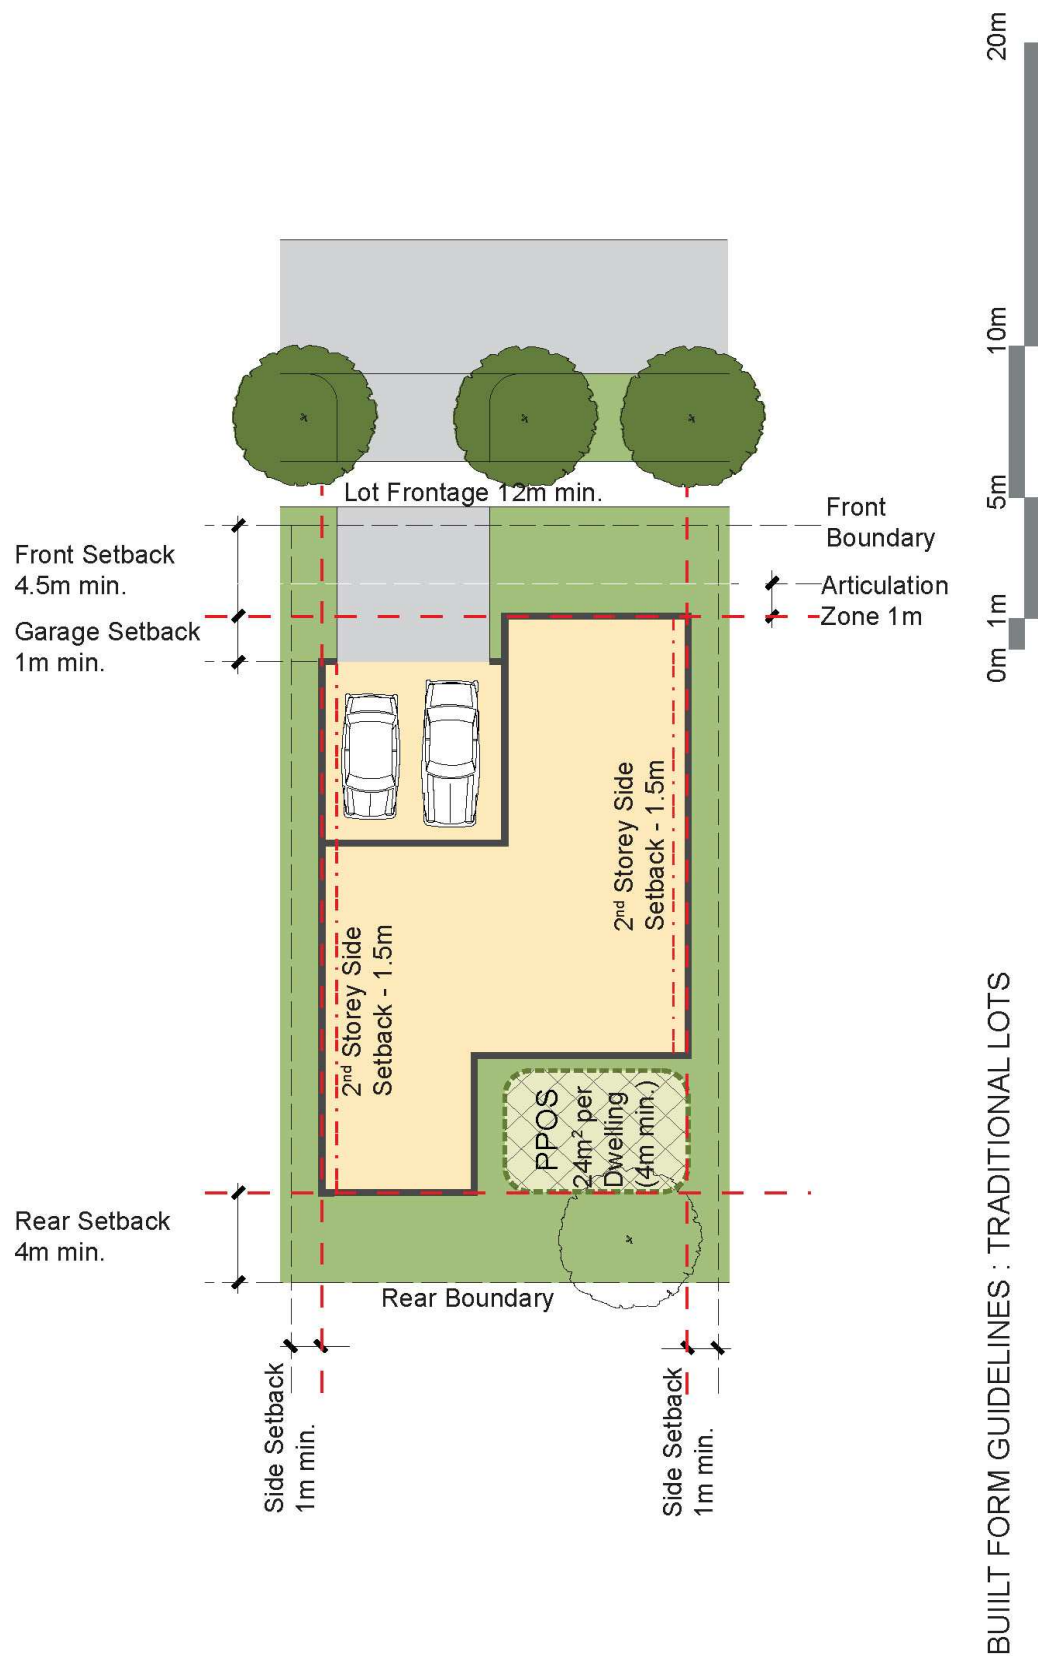 20m
10m
5m
1m
0m
Lot Frontage 12m min.
Front
Boundary
Front Setback
4.5m min.
Articulation
Zone 1m
Garage Setback
1m min.
2nd Storey Side
Setback - 1.5m
2nd Storey Side
Setback - 1.5m
PPOS
24m² per
Dwelling
(4m min.)
Rear Setback
4m min.
Rear Boundary
Side Setback
1m min.
Side Setback
1m min.
BUIILT FORM GUIDELINES : TRADITIONAL LOTS